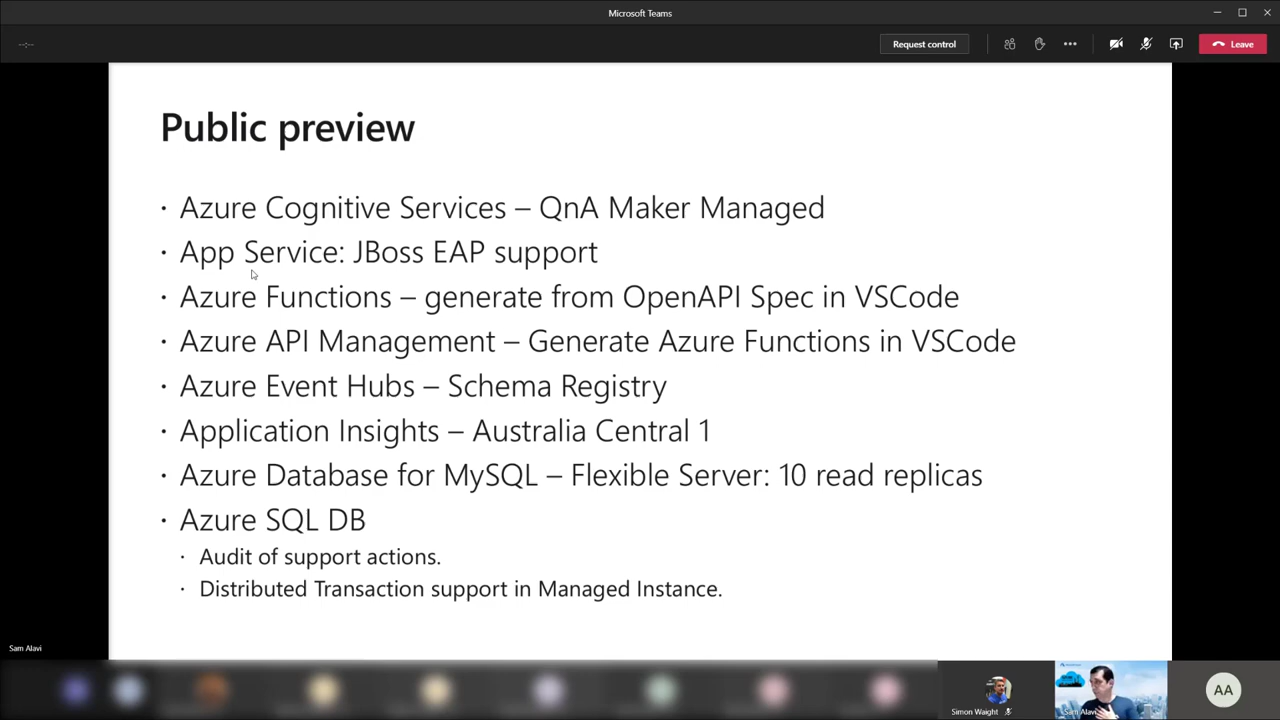 Microsoft Teams
Request control
Leave
Public preview
· Azure Cognitive Services – QnA Maker Managed
· App Service: JBoss EAP support
· Azure Functions – generate from OpenAPI Spec in VSCode
· Azure API Management – Generate Azure Functions in VSCode
· Azure Event Hubs – Schema Registry
· Application Insights – Australia Central 1
· Azure Database for MySQL – Flexible Server: 10 read replicas
· Azure SQL DB
· Audit of support actions.
· Distributed Transaction support in Managed Instance.
Sam Alavi
Simon Waight
Sam Alavi
AA